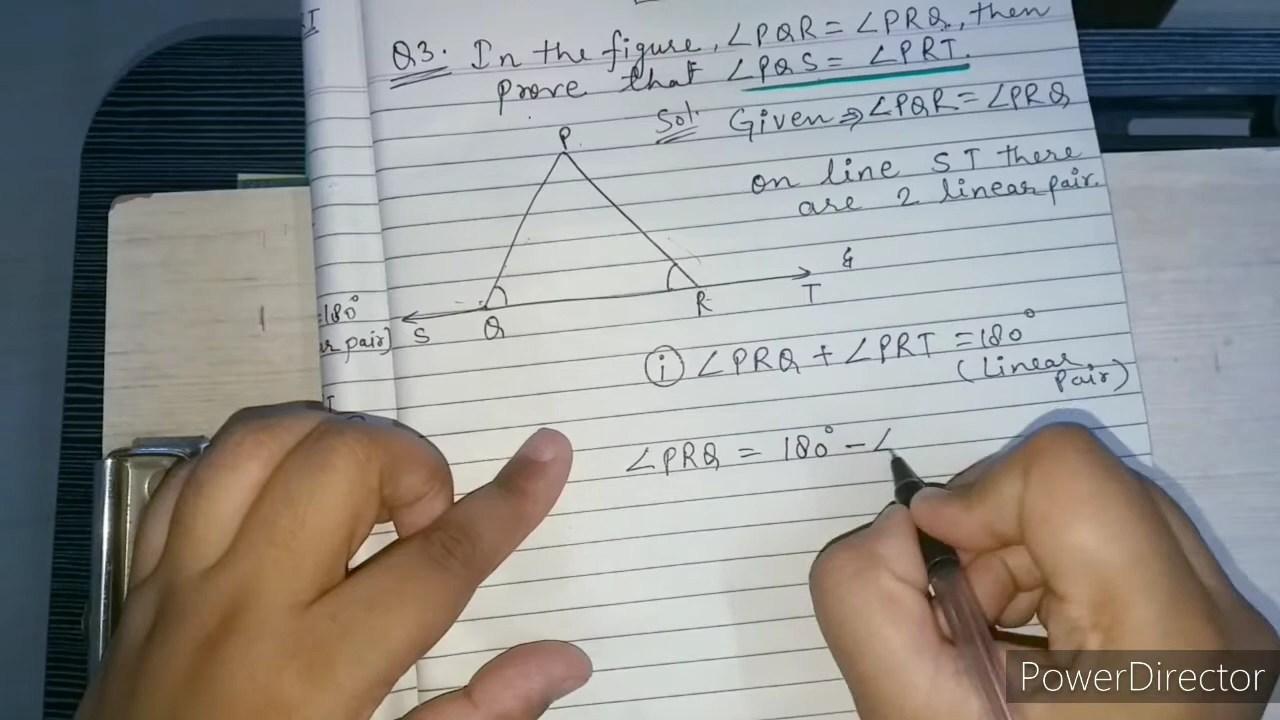 Q3. In the figure, ∠PQR = ∠PRQ, then
prove that ∠PQS = ∠PRT.
Sol. Given ⇒ ∠PQR = ∠PRQ
on line ST there
are 2 linear pair.
P
S
Q
R
T
=180°
pair)
① ∠PRQ + ∠PRT = 180°
(Linear
pair)
∠PRQ = 180° - ∠
PowerDirector